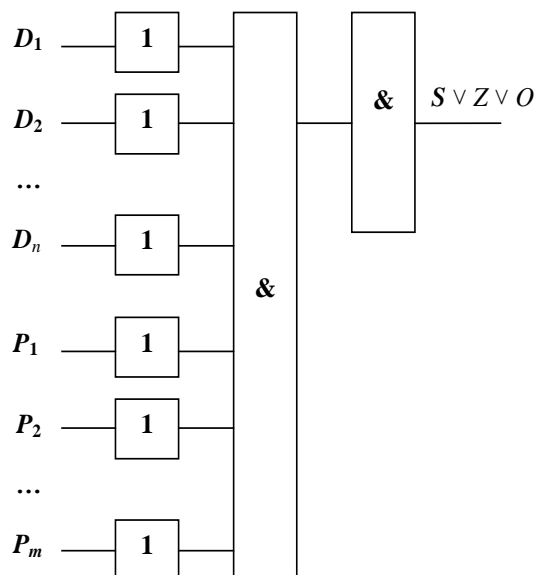 D₁ 1
D₂ 1 & S ∨ Z ∨ O
...
Dₙ 1
&
P₁ 1
P₂ 1
...
Pₘ 1